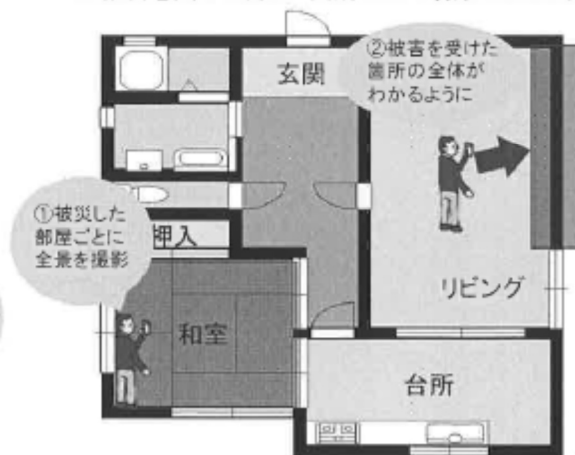 玄関
②被害を受けた
箇所の全体が
わかるように
①被災した
部屋ごとに
全景を撮影
押入
和室
リビング
台所